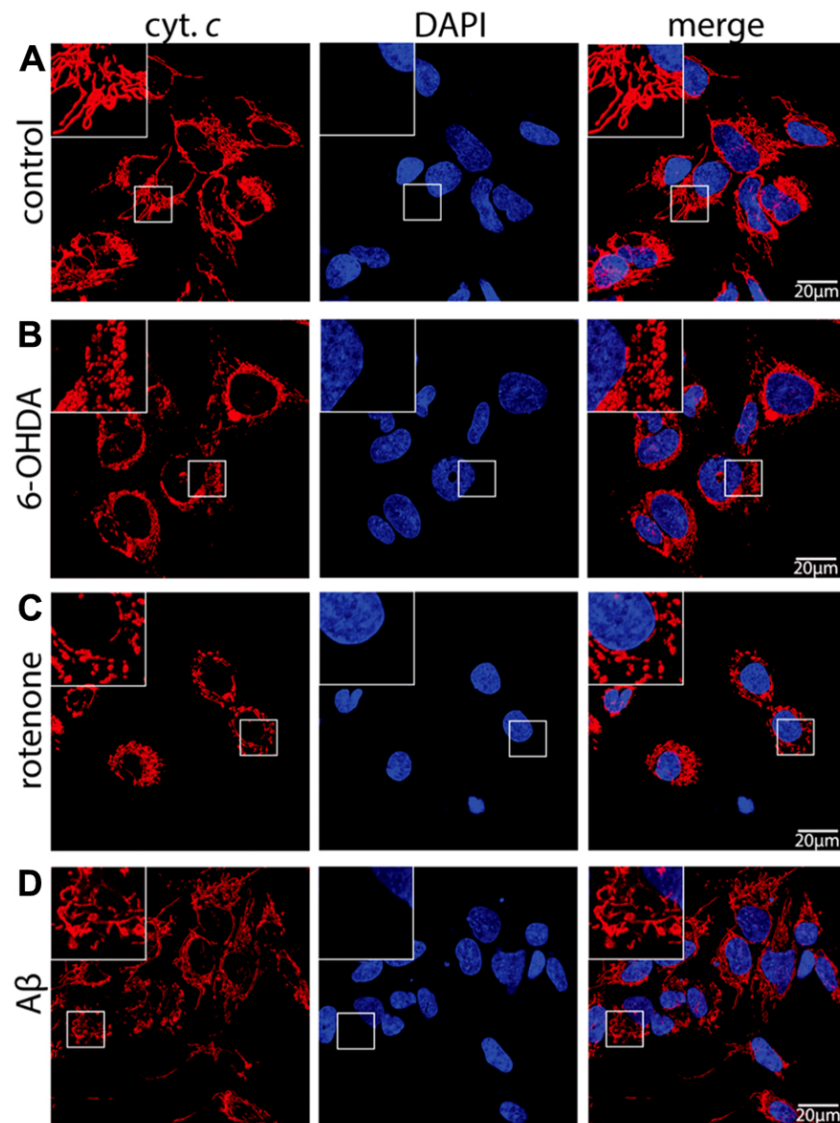 cyt. c DAPI merge
A control
20μm
B 6-OHDA
20μm
C rotenone
20μm
D Aβ
20μm